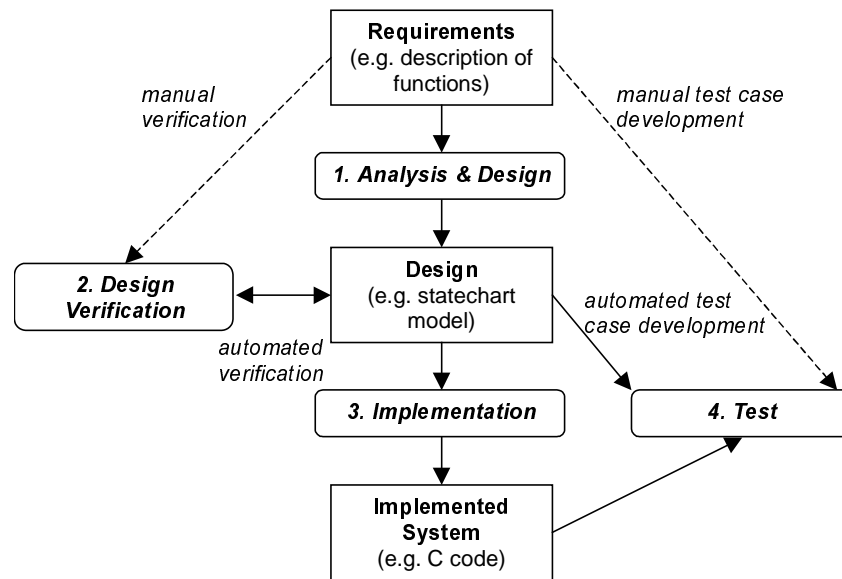 Requirements
(e.g. description of
functions)
manual
verification
manual test case
development
1. Analysis & Design
2. Design
Verification
Design
(e.g. statechart
model)
automated test
case development
automated
verification
3. Implementation
4. Test
Implemented
System
(e.g. C code)